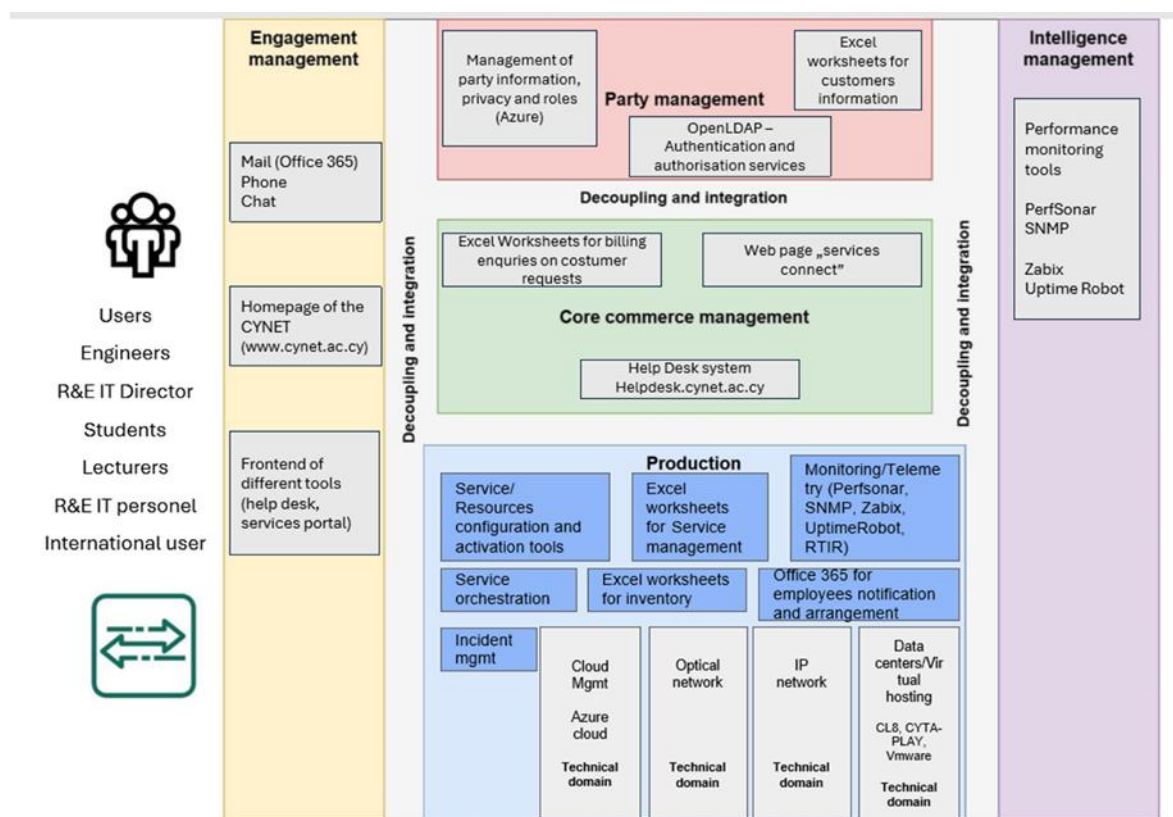 Engagement
management
Mail (Office 365)
Phone
Chat
Homepage of the
CYNET
(www.cynet.ac.cy)
Frontend of
different tools
(help desk,
services portal)
Users
Engineers
R&E IT Director
Students
Lecturers
R&E IT personel
International user
Decoupling and integration
Management of
party information,
privacy and roles
(Azure)
Party management
Excel
worksheets for
customers
information
OpenLDAP –
Authentication and
authorisation services
Decoupling and integration
Excel Worksheets for billing
enquries on costumer
requests
Web page „services
connect”
Core commerce management
Help Desk system
Helpdesk.cynet.ac.cy
Production
Service/
Resources
configuration and
activation tools
Excel
worksheets
for Service
management
Monitoring/Teleme
try (Perfsonar,
SNMP, Zabix,
UptimeRobot,
RTIR)
Service
orchestration
Excel worksheets
for inventory
Office 365 for
employees notification
and arrangement
Incident
mgmt
Cloud
Mgmt
Azure
cloud
Technical
domain
Optical
network
Technical
domain
IP
network
Technical
domain
Data
centers/Vir
tual
hosting
CL8, CYTA-
PLAY,
Vmware
Technical
domain
Decoupling and integration
Intelligence
management
Performance
monitoring
tools
PerfSonar
SNMP
Zabix
Uptime Robot